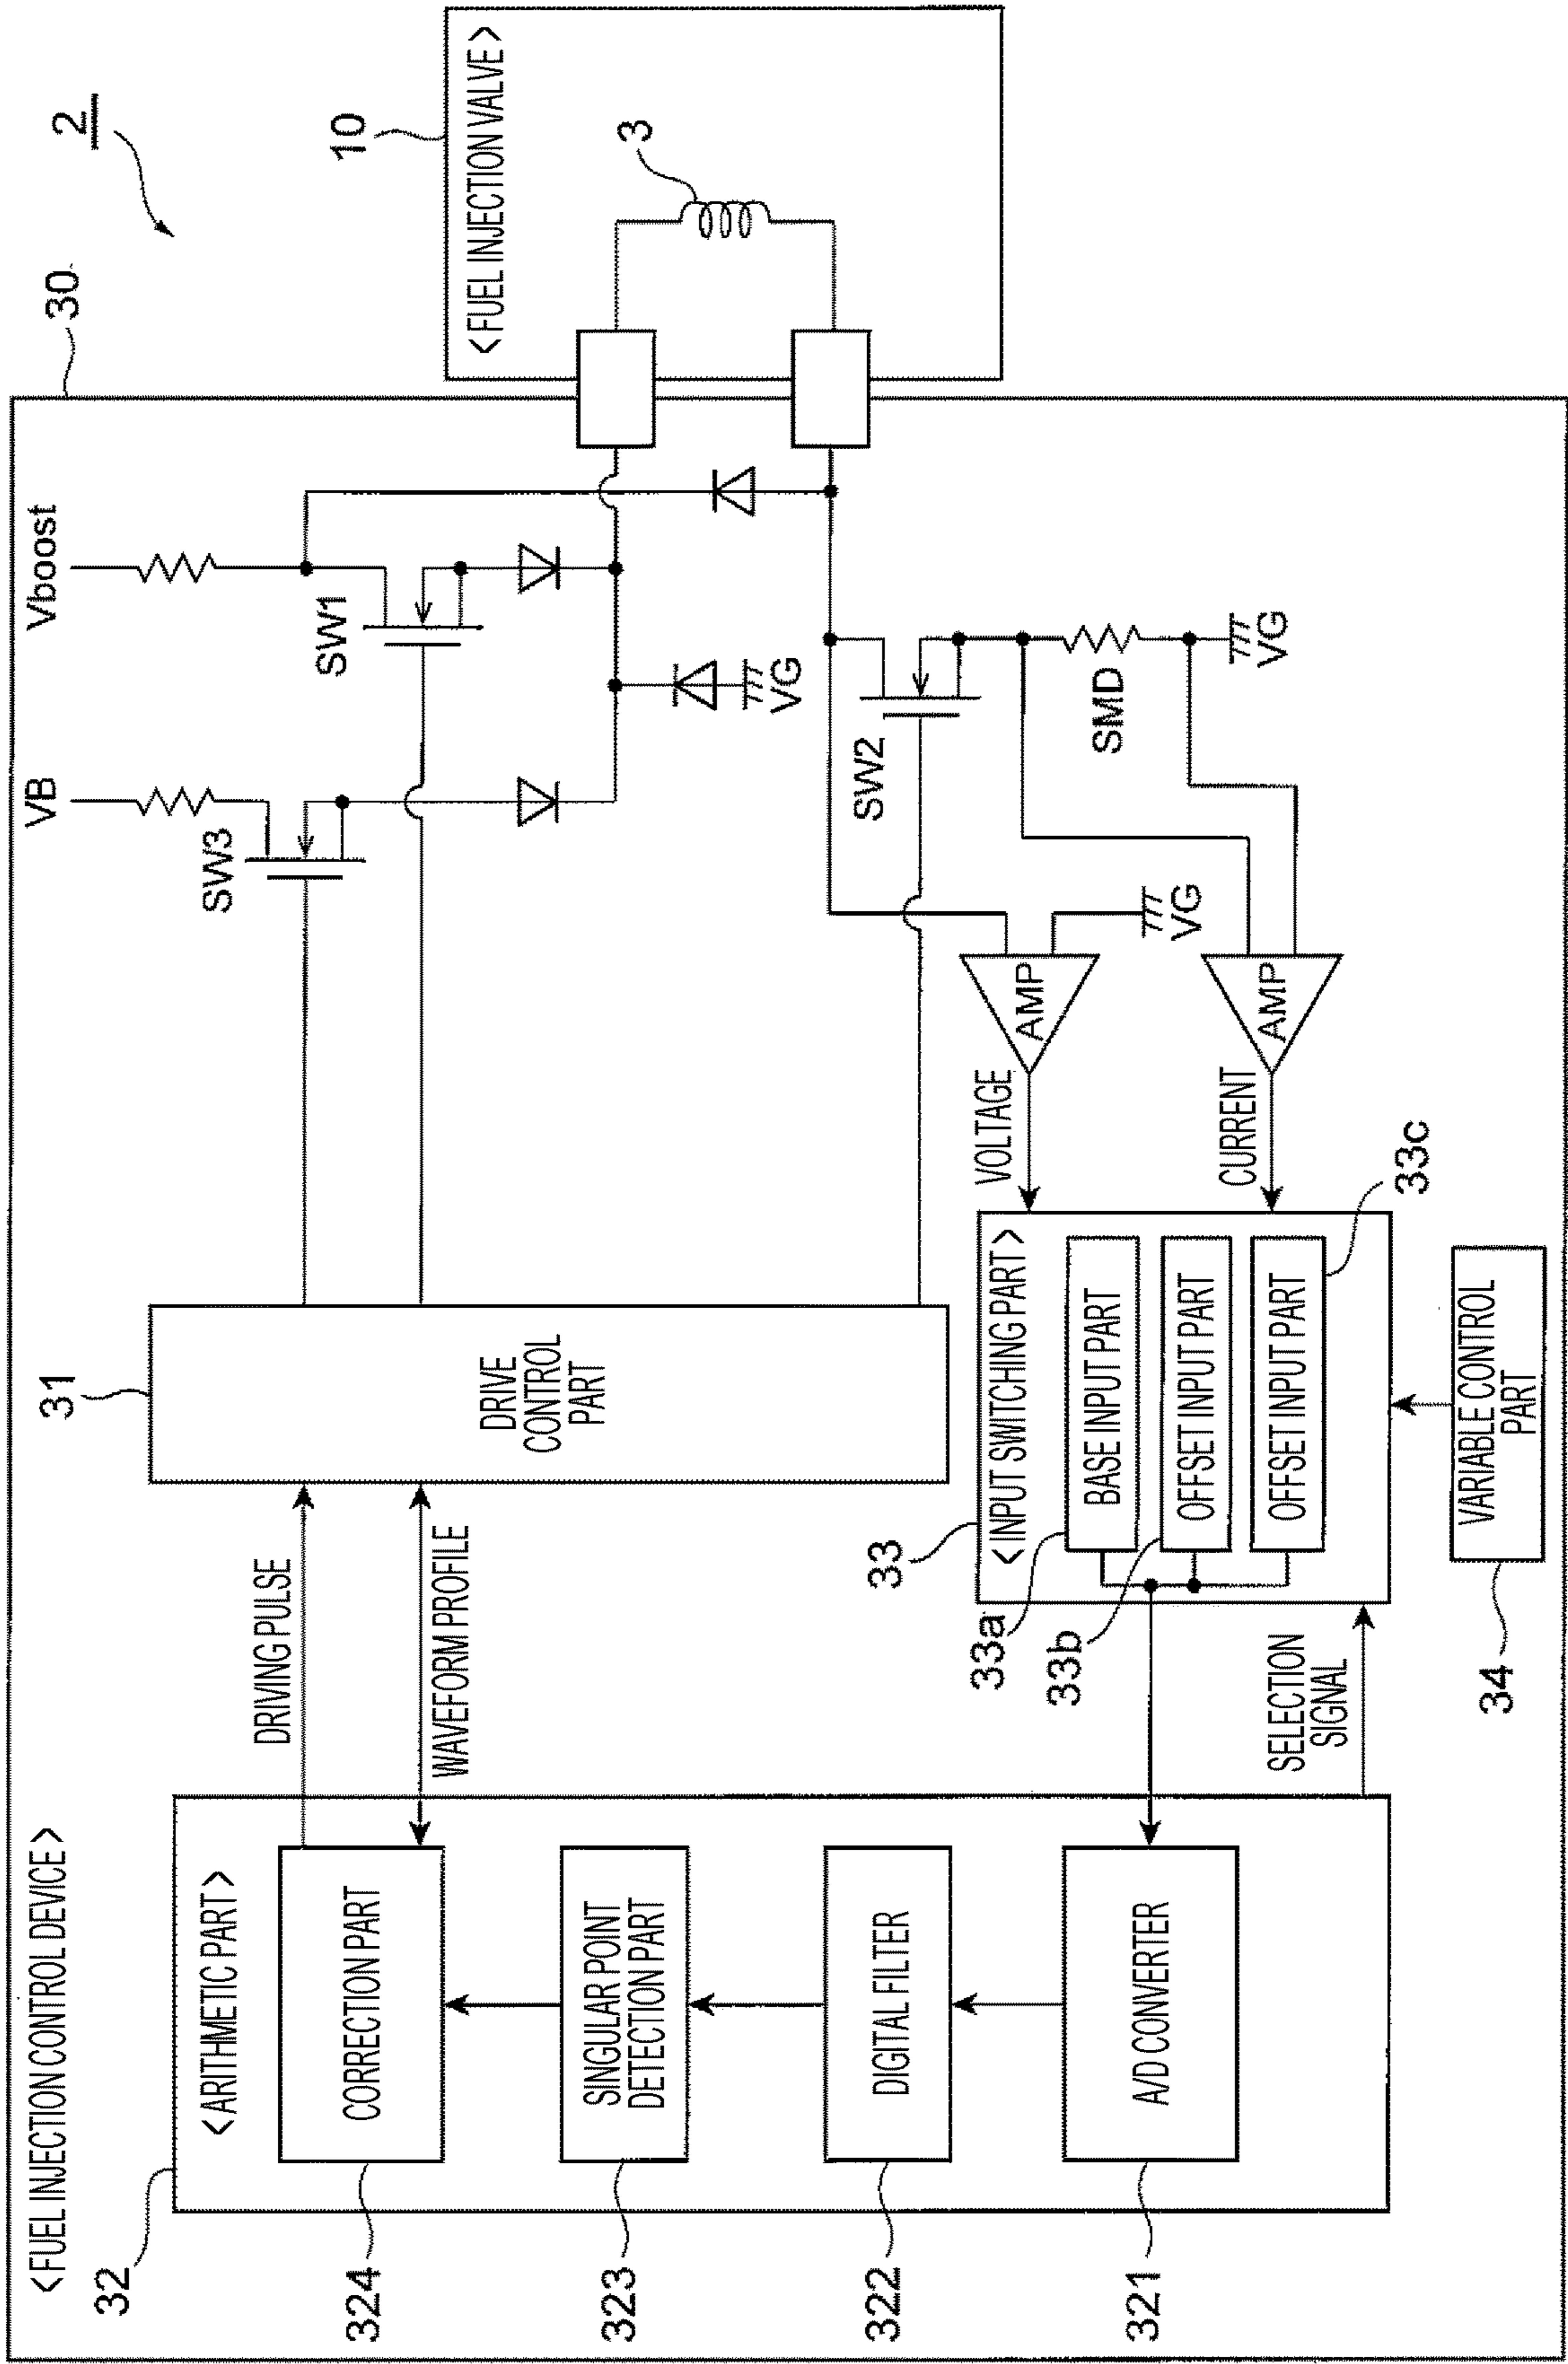 <FUEL INJECTION CONTROL DEVICE>
30
2
32
<ARITHMETIC PART>
324
CORRECTION PART
323
SINGULAR POINT
DETECTION PART
322
DIGITAL FILTER
321
A/D CONVERTER
DRIVING PULSE
WAVEFORM PROFILE
31
DRIVE
CONTROL
PART
SELECTION
SIGNAL
33
<INPUT SWITCHING PART>
33a
BASE INPUT PART
33b
OFFSET INPUT PART
33c
OFFSET INPUT PART
34
VARIABLE CONTROL
PART
VOLTAGE
CURRENT
AMP
AMP
VG
VB
SW3
Vboost
SW1
VG
SW2
SMD
VG
10
<FUEL INJECTION VALVE>
3